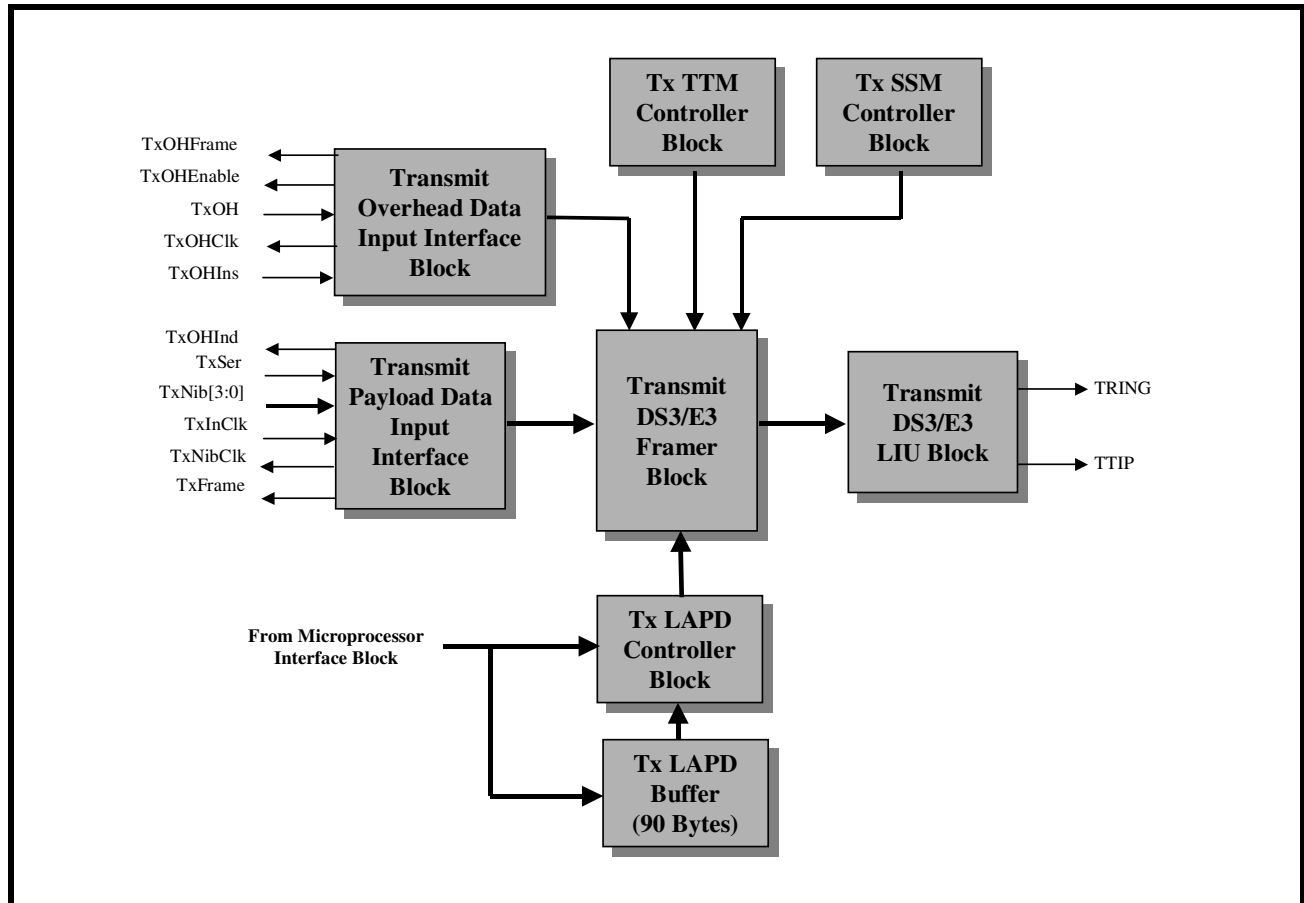 Tx TTM
Controller
Block
Tx SSM
Controller
Block
TxOHFrame
TxOHEnable
TxOH
TxOHClk
TxOHIns
Transmit
Overhead Data
Input Interface
Block
TxOHInd
TxSer
TxNib[3:0]
TxInClk
TxNibClk
TxFrame
Transmit
Payload Data
Input
Interface
Block
Transmit
DS3/E3
Framer
Block
Transmit
DS3/E3
LIU Block
TRING
TTIP
From Microprocessor
Interface Block
Tx LAPD
Controller
Block
Tx LAPD
Buffer
(90 Bytes)